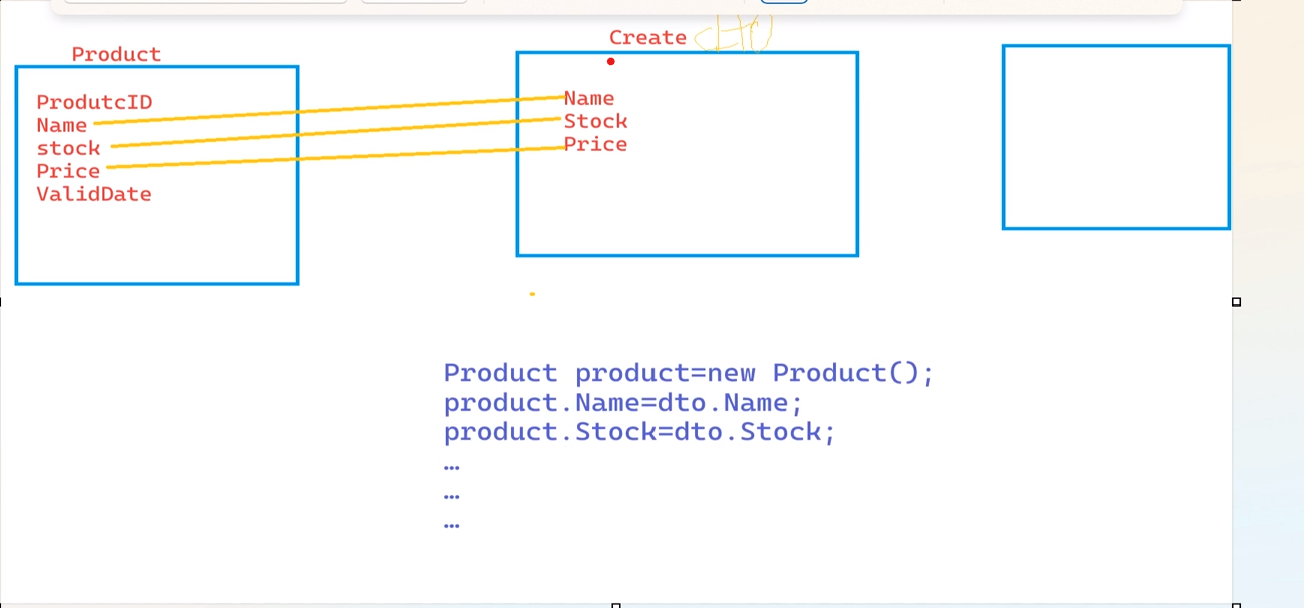 Product
ProdutcID
Name
stock
Price
ValidDate
Create dto
Name
Stock
Price
Product product=new Product();
product.Name=dto.Name;
product.Stock=dto.Stock;
…
…
…